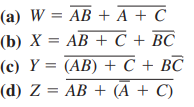 (a) W = AB + A + C
(b) X = AB + C + BC
(c) Y = (AB) + C + BC
(d) Z = AB + (A + C)